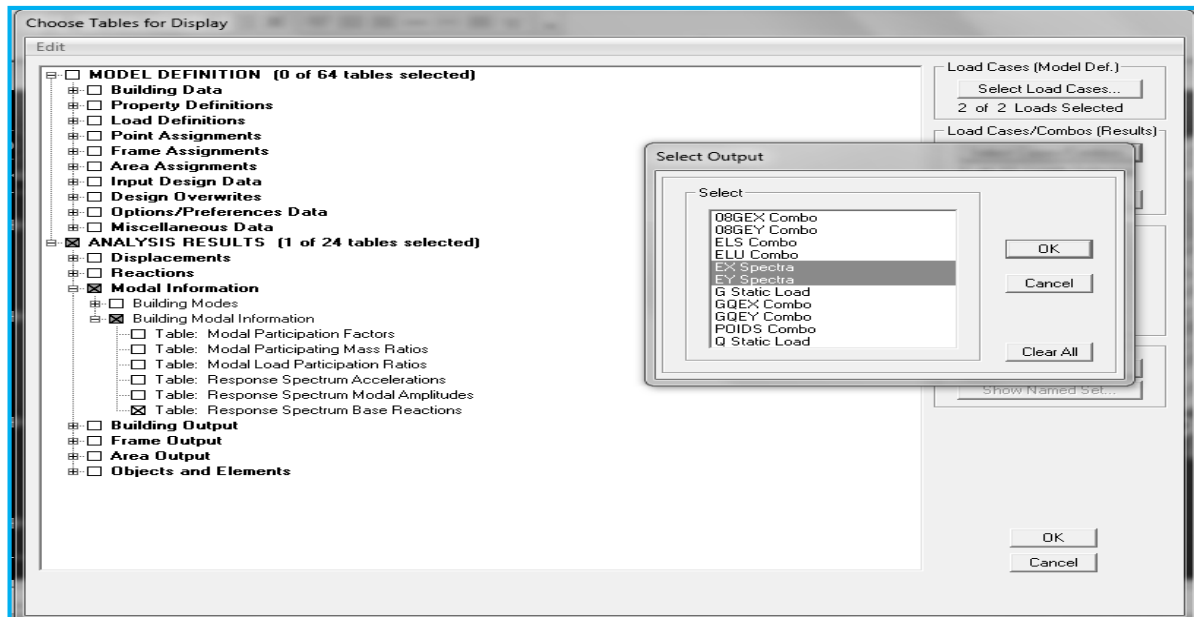 Choose Tables for Display
Edit
MODEL DEFINITION (0 of 64 tables selected)
Building Data
Property Definitions
Load Definitions
Point Assignments
Frame Assignments
Area Assignments
Input Design Data
Design Overwrites
Options/Preferences Data
Miscellaneous Data
ANALYSIS RESULTS (1 of 24 tables selected)
Displacements
Reactions
Modal Information
Building Modes
Building Modal Information
Table: Modal Participation Factors
Table: Modal Participating Mass Ratios
Table: Modal Load Participation Ratios
Table: Response Spectrum Accelerations
Table: Response Spectrum Modal Amplitudes
Table: Response Spectrum Base Reactions
Building Output
Frame Output
Area Output
Objects and Elements
Load Cases (Model Def.)
Select Load Cases...
2 of 2 Loads Selected
Load Cases/Combos (Results)
Select Output
Select
08GEX Combo
08GEY Combo
ELS Combo
ELU Combo
EX Spectra
EY Spectra
G Static Load
GQEX Combo
GQEY Combo
POIDS Combo
Q Static Load
OK
Cancel
Clear All
Show Named Set...
OK
Cancel